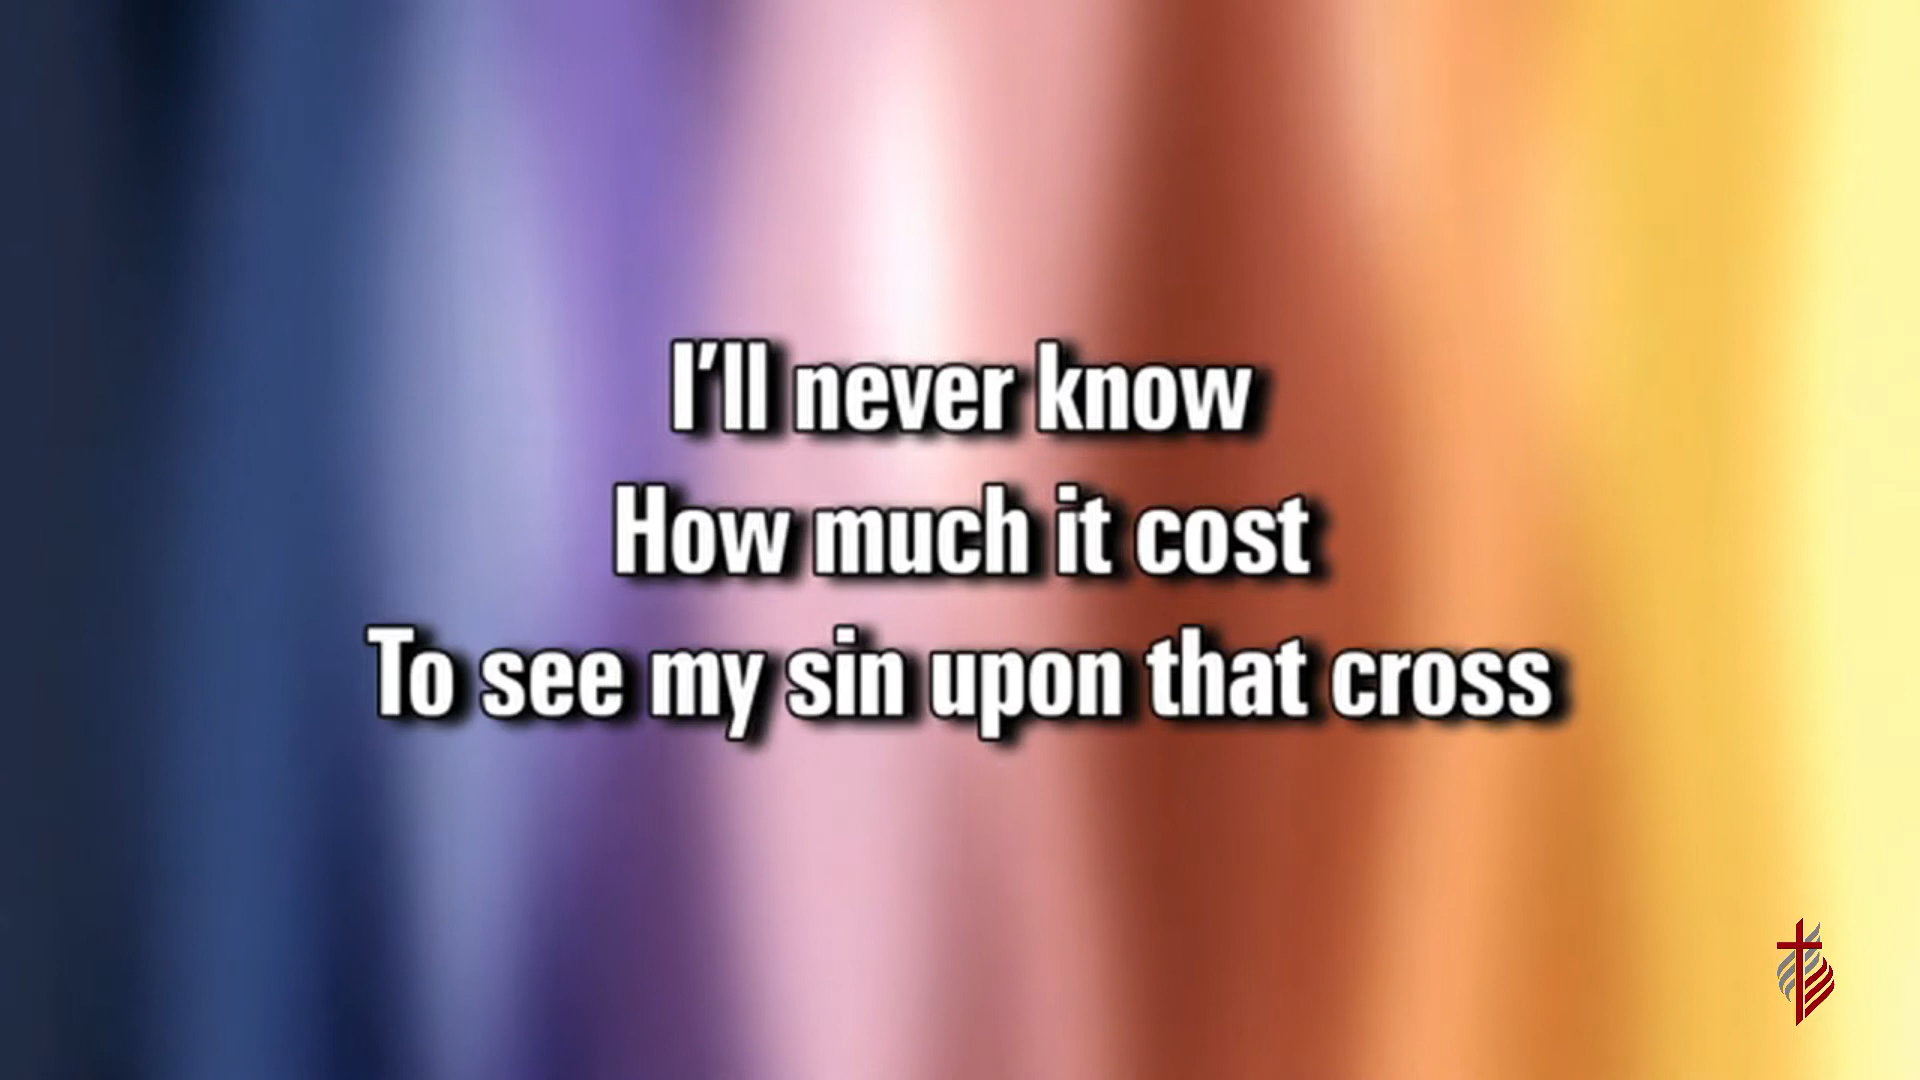 I’ll never know
How much it cost
To see my sin upon that cross